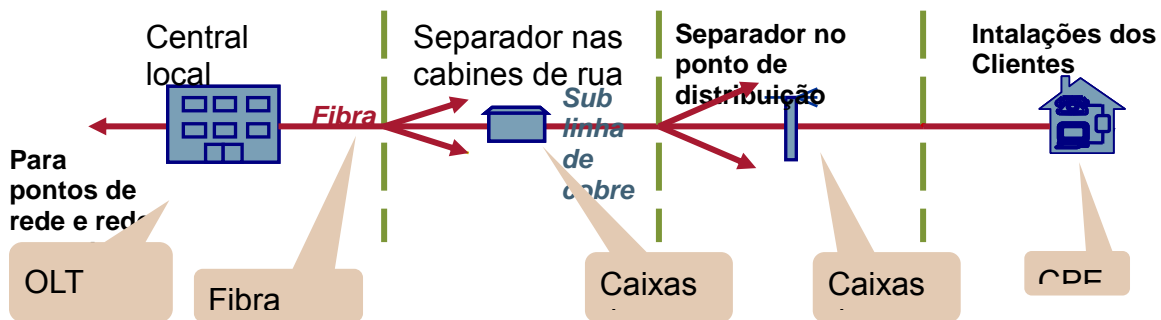 Central
local
Separador nas
cabines de rua
Separador no
ponto de
distribuição
Intalações dos
Clientes
Fibra
Sub
linha
de
cobre
Para
pontos de
rede e rede
OLT
Fibra
Caixas
Caixas
CPE